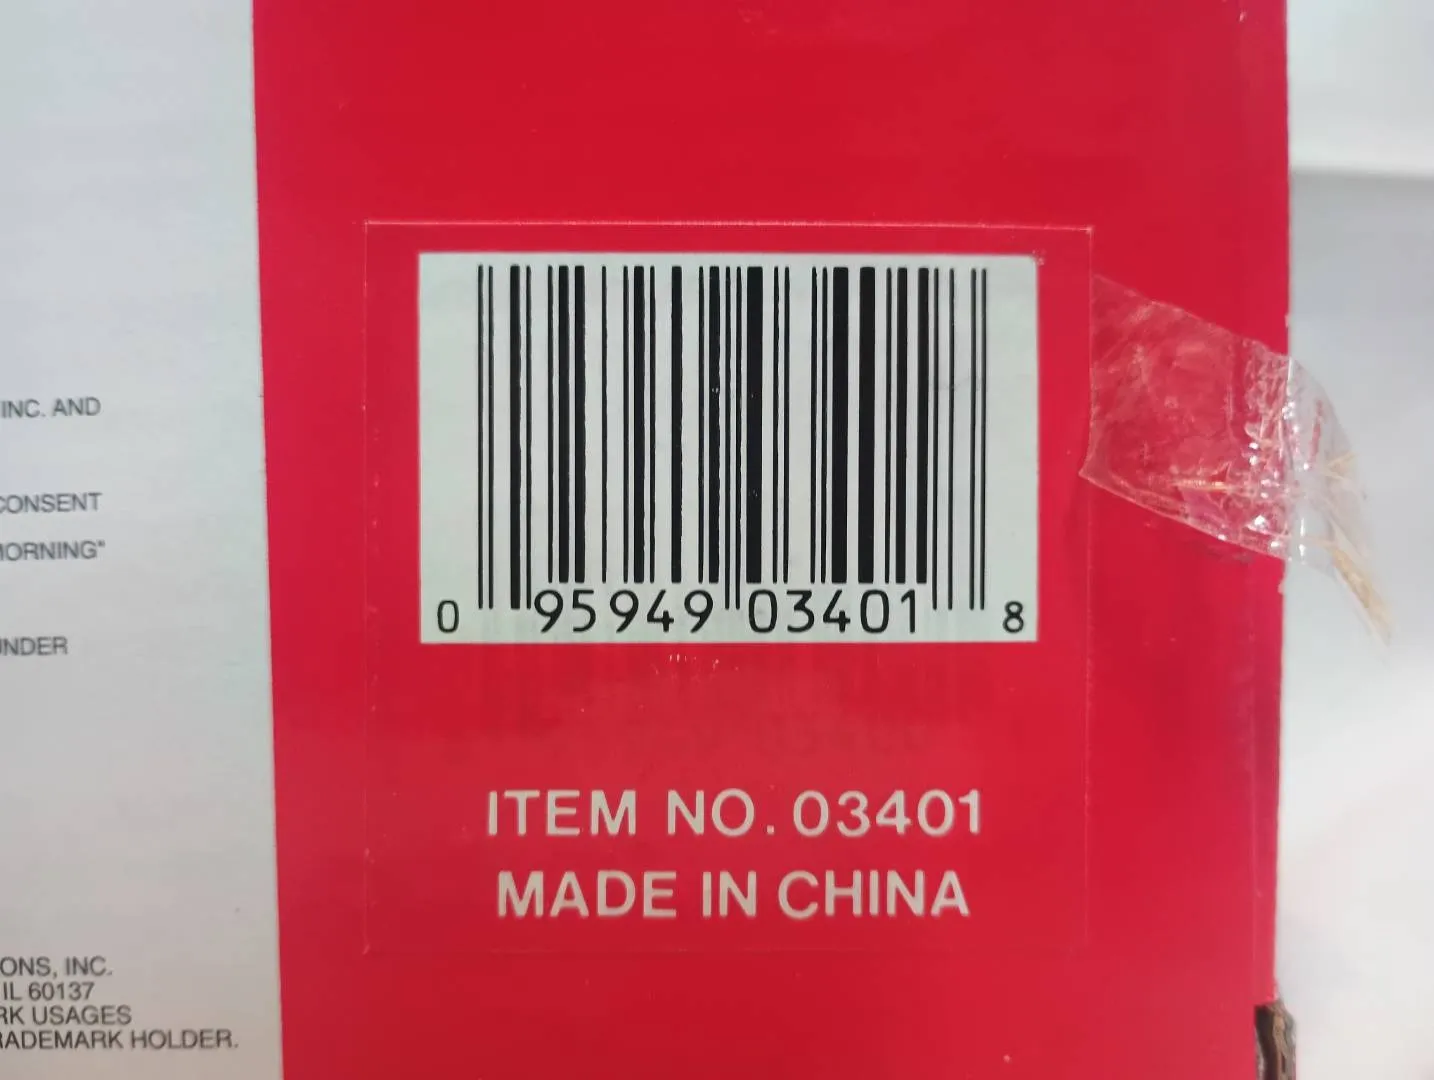 INC. AND
CONSENT
MORNING"
UNDER
ONS, INC.
IL 60137
RK USAGES
RADEMARK HOLDER.
0 95949 03401 8
ITEM NO. 03401
MADE IN CHINA